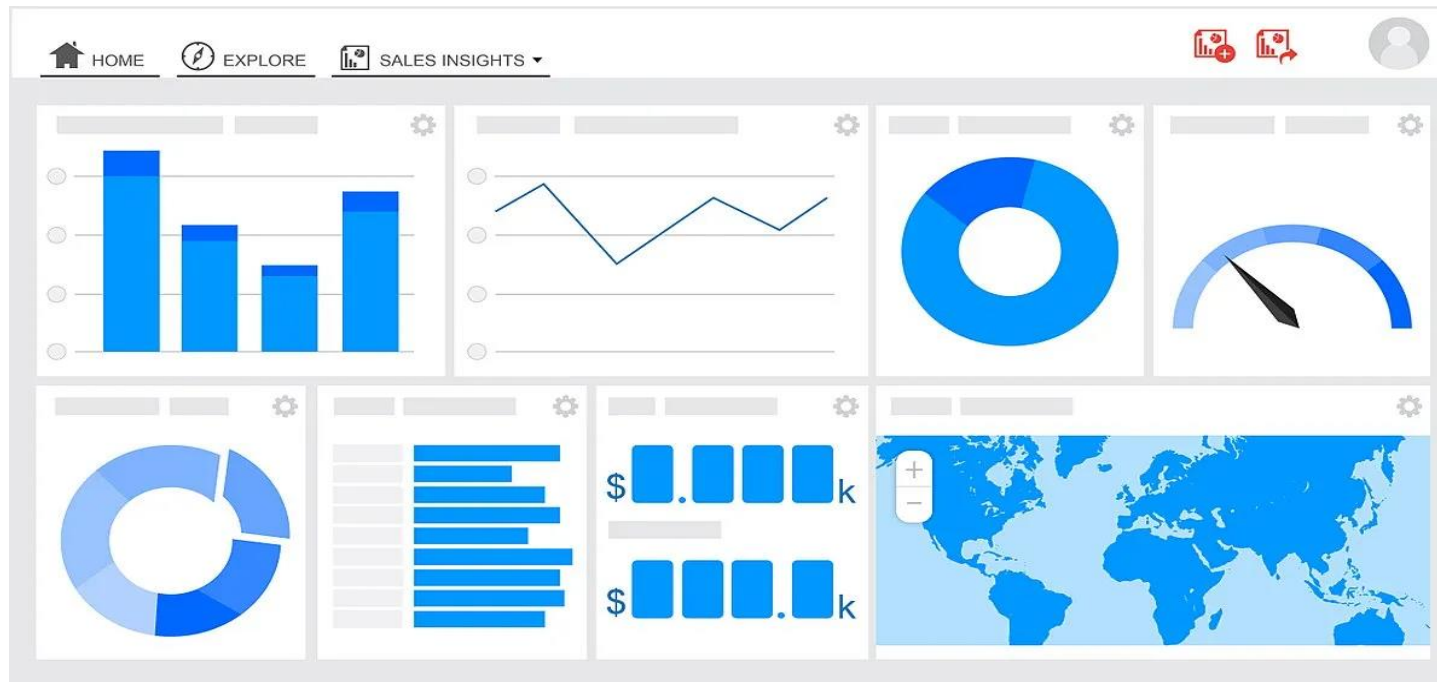 HOME EXPLORE SALES INSIGHTS
+
−
$ . k
$ . k